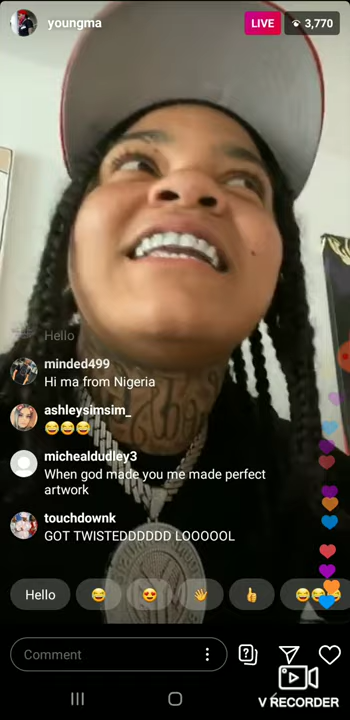 youngma
LIVE
3,770
Hello
minded499
Hi ma from Nigeria
ashleysimsim_
😂😂😂
michealdudley3
When god made you me made perfect
artwork
touchdownk
GOT TWISTEDDDDDD LOOOOOL
Hello
Comment
V RECORDER